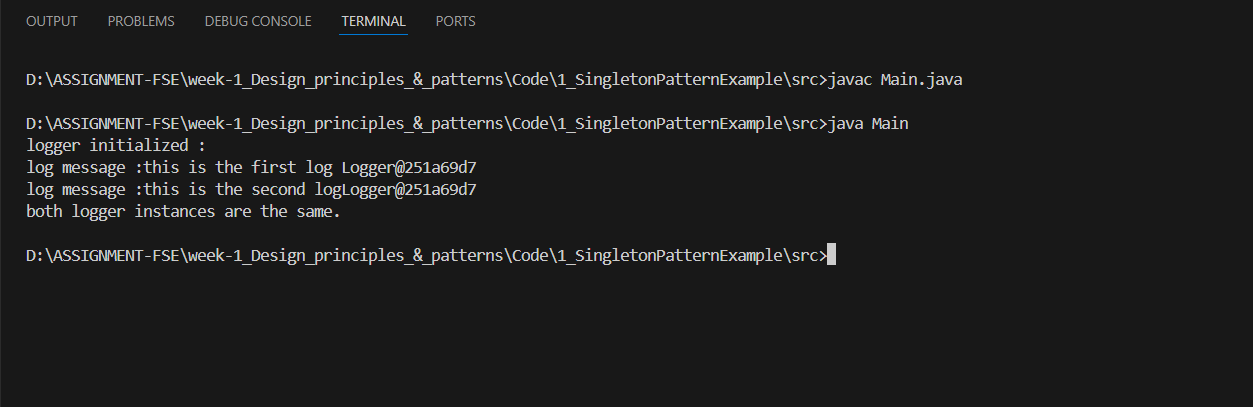 OUTPUT PROBLEMS DEBUG CONSOLE TERMINAL PORTS
D:\ASSIGNMENT-FSE\week-1_Design_principles_&_patterns\Code\1_SingletonPatternExample\src>javac Main.java
D:\ASSIGNMENT-FSE\week-1_Design_principles_&_patterns\Code\1_SingletonPatternExample\src>java Main
logger initialized :
log message :this is the first log Logger@251a69d7
log message :this is the second logLogger@251a69d7
both logger instances are the same.
D:\ASSIGNMENT-FSE\week-1_Design_principles_&_patterns\Code\1_SingletonPatternExample\src>